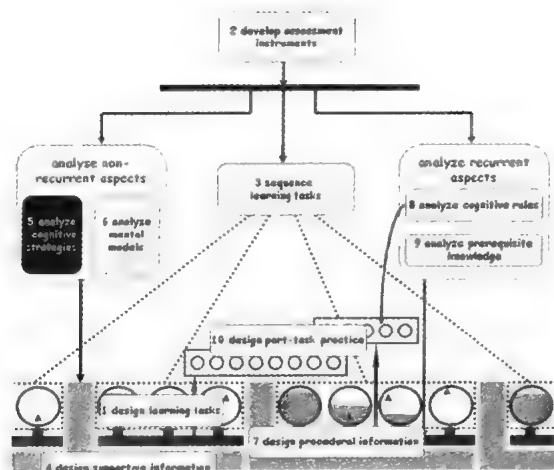 2 develop assessment
instruments
analyse non-
recurrent aspects
5 analyze
cognitive
strategies
6 analyze
mental
models
3 sequence
learning tasks
analyze recurrent
aspects
8 analyze cognitive rules
9 analyze prerequisite
knowledge
10 design part-task practice
1 design learning tasks
7 design procedural information
4 design supportive information